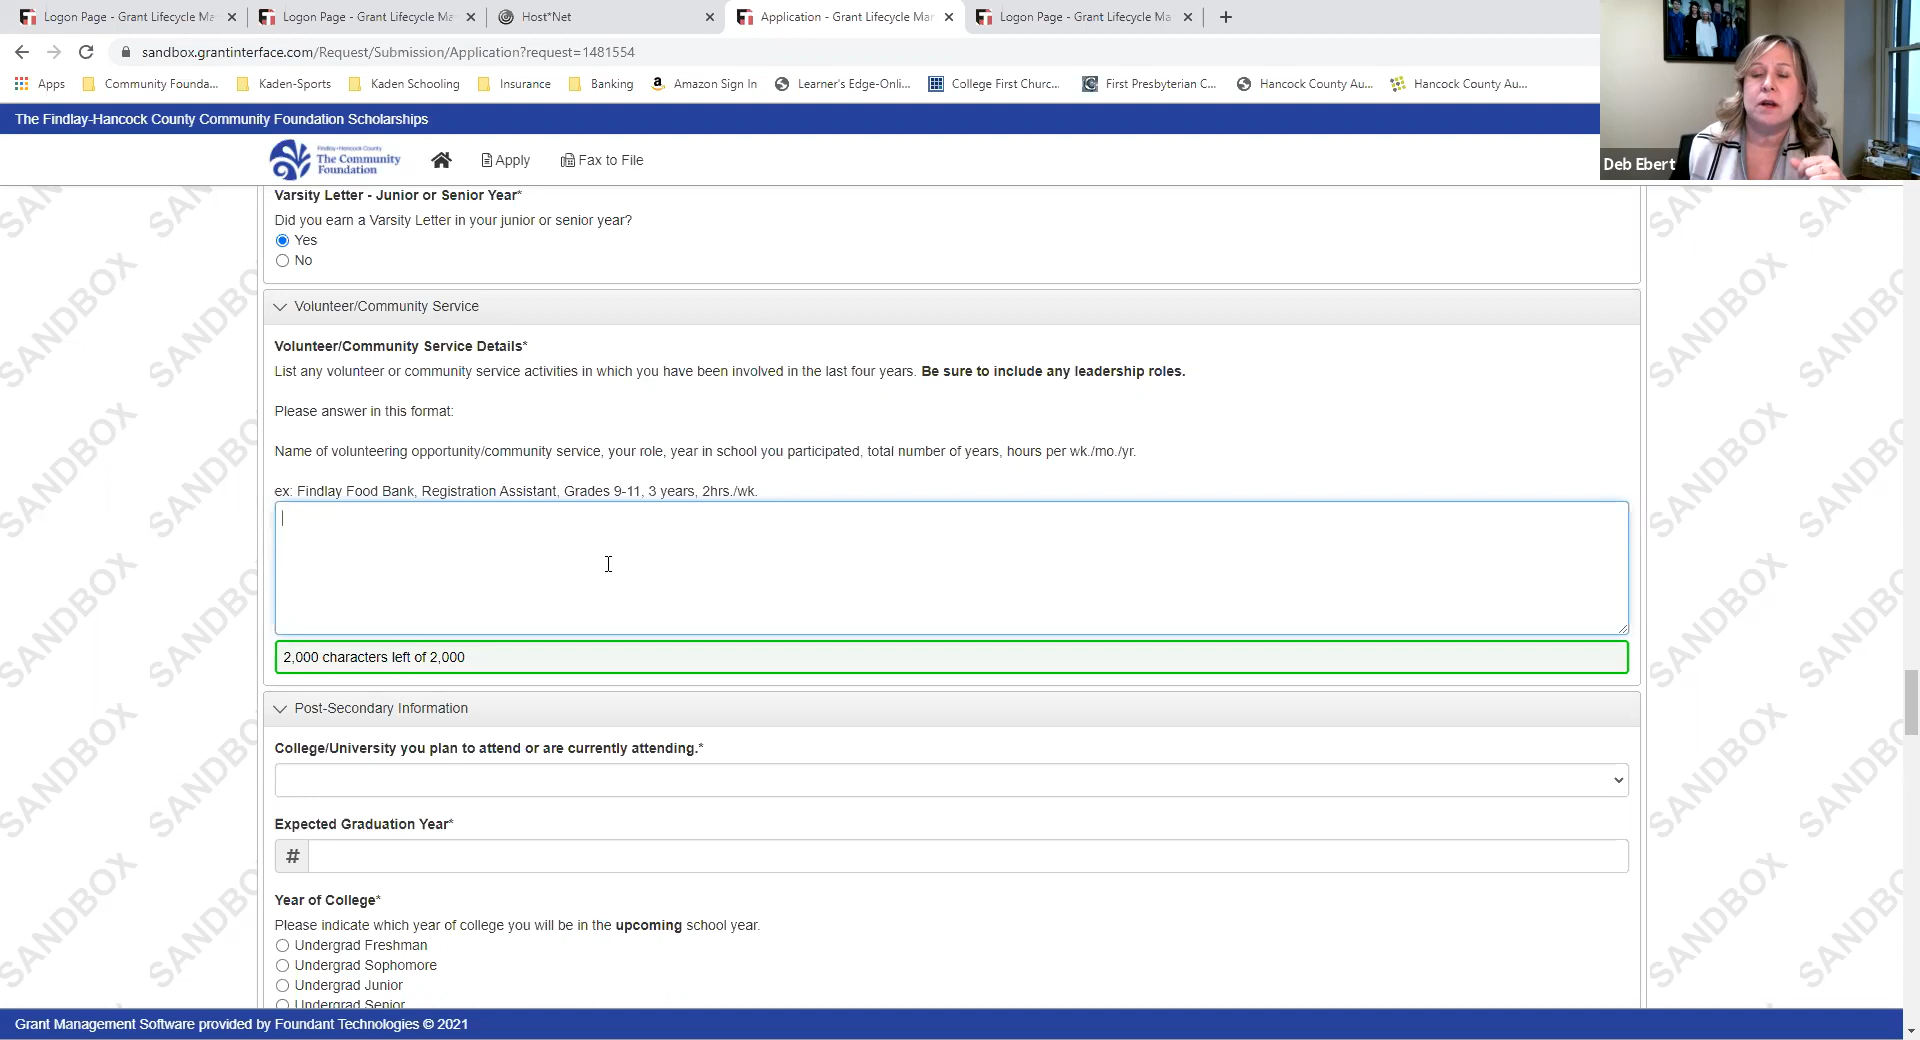 Logon Page - Grant Lifecycle Ma
Logon Page - Grant Lifecycle Ma
Host*Net
Application - Grant Lifecycle Mar
Logon Page - Grant Lifecycle Ma
sandbox.grantinterface.com/Request/Submission/Application?request=1481554
Apps
Community Founda...
Kaden-Sports
Kaden Schooling
Insurance
Banking
Amazon Sign In
Learner's Edge-Onli...
College First Churc...
First Presbyterian C...
Hancock County Au...
Hancock County Au...
The Findlay-Hancock County Community Foundation Scholarships
Deb Ebert
Findlay-Hancock County
The Community
Foundation
Apply
Fax to File
Varsity Letter - Junior or Senior Year*
Did you earn a Varsity Letter in your junior or senior year?
Yes
No
Volunteer/Community Service
Volunteer/Community Service Details*
List any volunteer or community service activities in which you have been involved in the last four years. Be sure to include any leadership roles.
Please answer in this format:
Name of volunteering opportunity/community service, your role, year in school you participated, total number of years, hours per wk./mo./yr.
ex: Findlay Food Bank, Registration Assistant, Grades 9-11, 3 years, 2hrs./wk.
2,000 characters left of 2,000
Post-Secondary Information
College/University you plan to attend or are currently attending.*
Expected Graduation Year*
#
Year of College*
Please indicate which year of college you will be in the upcoming school year.
Undergrad Freshman
Undergrad Sophomore
Undergrad Junior
Undergrad Senior
Grant Management Software provided by Foundant Technologies © 2021
SANDBOX